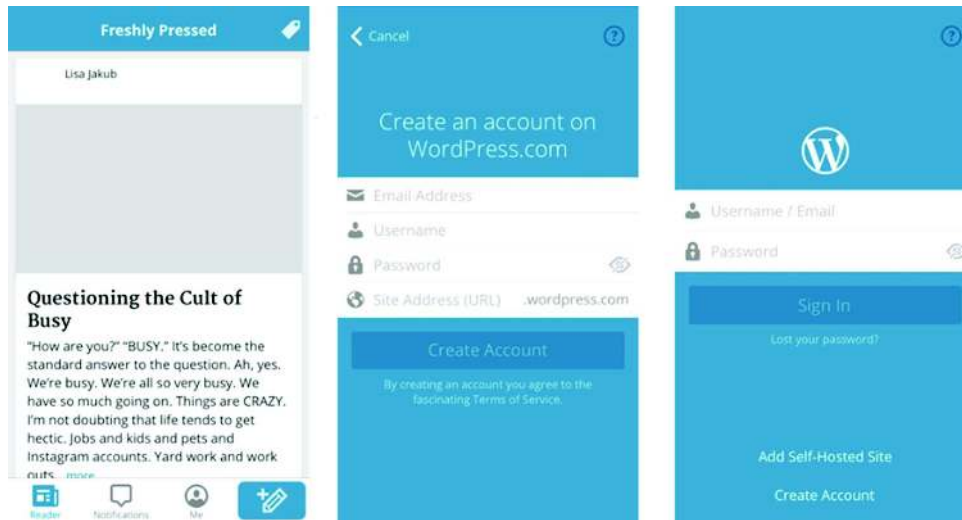 Freshly Pressed
Lisa Jakub
Questioning the Cult of
Busy
"How are you?" "BUSY." It's become the
standard answer to the question. Ah, yes.
We're busy. We're all so very busy. We
have so much going on. Things are CRAZY.
I'm not doubting that life tends to get
hectic. Jobs and kids and pets and
Instagram accounts. Yard work and work
outs... more
Reader
Notifications
Me
Cancel
?
Create an account on
WordPress.com
Email Address
Username
Password
Site Address (URL) .wordpress.com
Create Account
By creating an account you agree to the
fascinating Terms of Service.
?
W
Username / Email
Password
Sign In
Lost your password?
Add Self-Hosted Site
Create Account